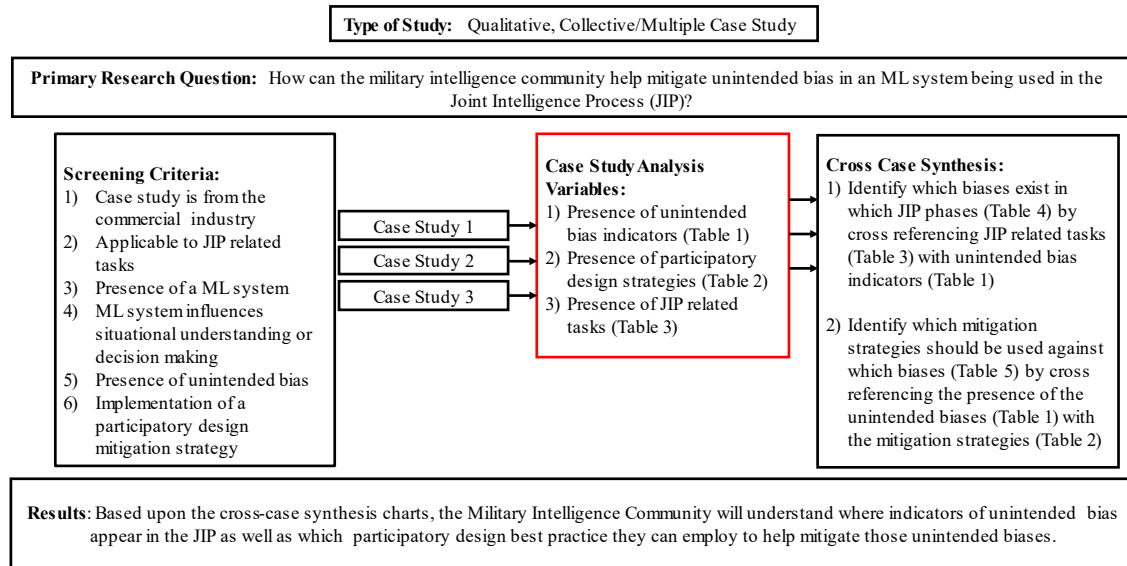 Type of Study: Qualitative, Collective/Multiple Case Study
Primary Research Question: How can the military intelligence community help mitigate unintended bias in an ML system being used in the
Joint Intelligence Process (JIP)?
Screening Criteria:
1) Case study is from the
commercial industry
2) Applicable to JIP related
tasks
3) Presence of a ML system
4) ML system influences
situational understanding or
decision making
5) Presence of unintended bias
6) Implementation of a
participatory design
mitigation strategy
Case Study 1
Case Study 2
Case Study 3
Case Study Analysis
Variables:
1) Presence of unintended
bias indicators (Table 1)
2) Presence of participatory
design strategies (Table 2)
3) Presence of JIP related
tasks (Table 3)
Cross Case Synthesis:
1) Identify which biases exist in
which JIP phases (Table 4) by
cross referencing JIP related tasks
(Table 3) with unintended bias
indicators (Table 1)
2) Identify which mitigation
strategies should be used against
which biases (Table 5) by cross
referencing the presence of the
unintended biases (Table 1) with
the mitigation strategies (Table 2)
Results: Based upon the cross-case synthesis charts, the Military Intelligence Community will understand where indicators of unintended bias
appear in the JIP as well as which participatory design best practice they can employ to help mitigate those unintended biases.